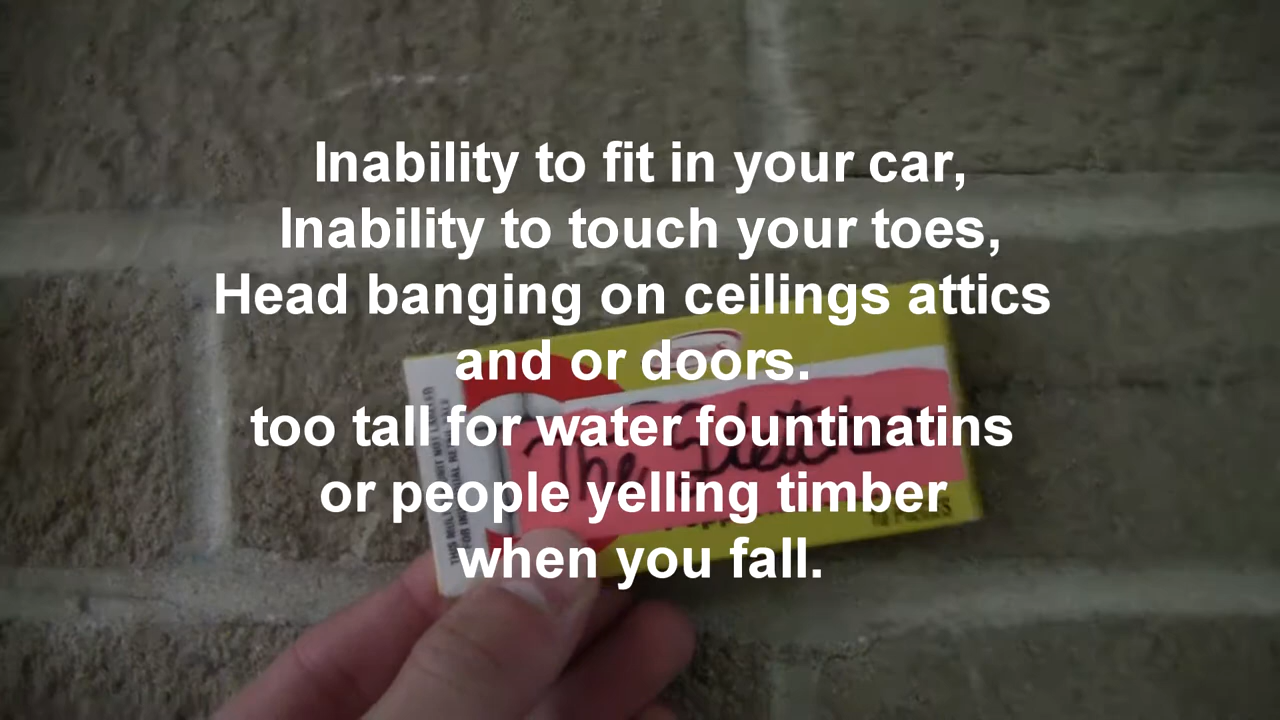 Inability to fit in your car,
Inability to touch your toes,
Head banging on ceilings attics
and or doors.
too tall for water fountinatins
or people yelling timber
when you fall.
The